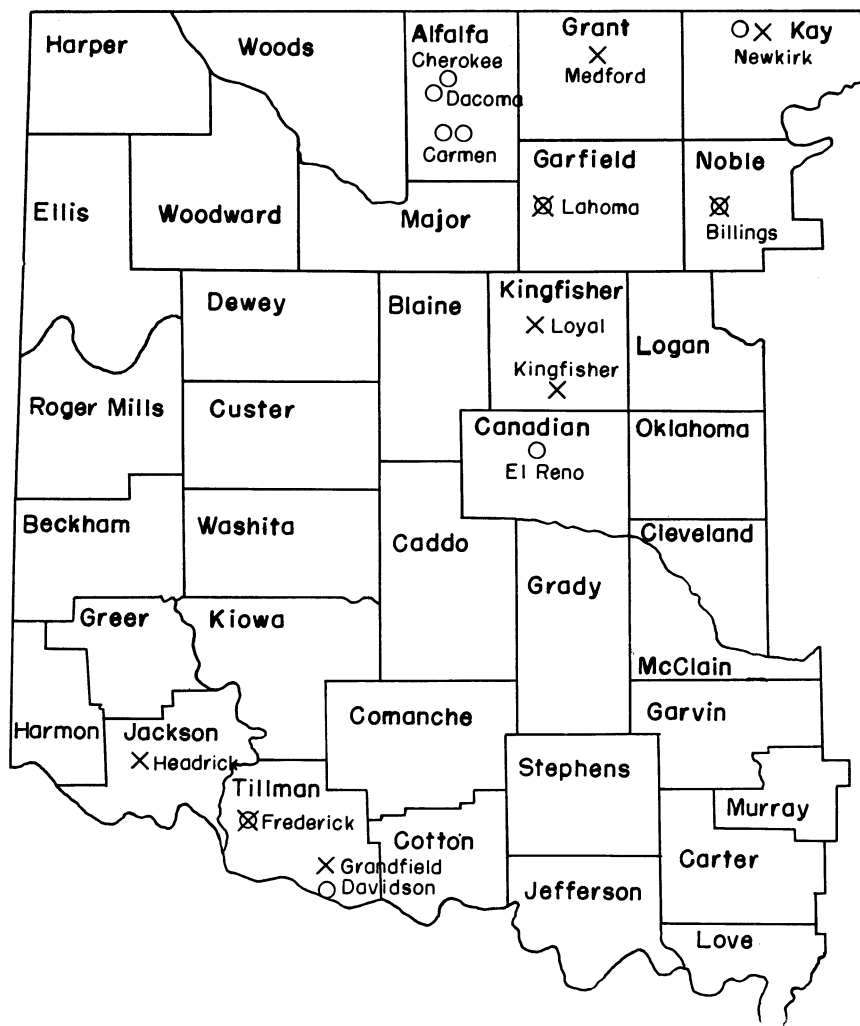 Harper
Woods
Alfalfa
Cherokee
Dacoma
Carmen
Grant
Medford
Kay
Newkirk
Ellis
Woodward
Major
Garfield
Lahoma
Noble
Billings
Dewey
Blaine
Kingfisher
Loyal
Kingfisher
Logan
Roger Mills
Custer
Canadian
El Reno
Oklahoma
Beckham
Washita
Caddo
Cleveland
Grady
Greer
Kiowa
McClain
Harmon
Jackson
Headrick
Comanche
Garvin
Stephens
Tillman
Frederick
Grandfield
Davidson
Cotton
Murray
Carter
Jefferson
Love